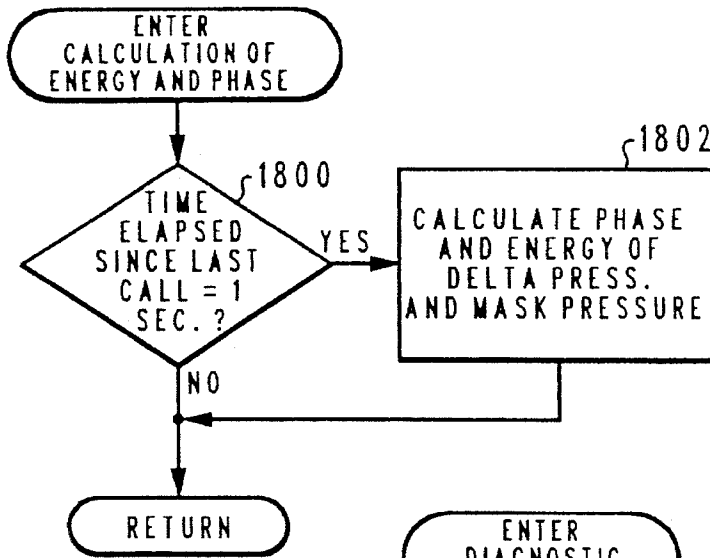 ENTER
CALCULATION OF
ENERGY AND PHASE
1800
TIME
ELAPSED
SINCE LAST
CALL = 1
SEC. ?
YES
NO
1802
CALCULATE PHASE
AND ENERGY OF
DELTA PRESS.
AND MASK PRESSURE
RETURN
ENTER
DIAGNOSTIC